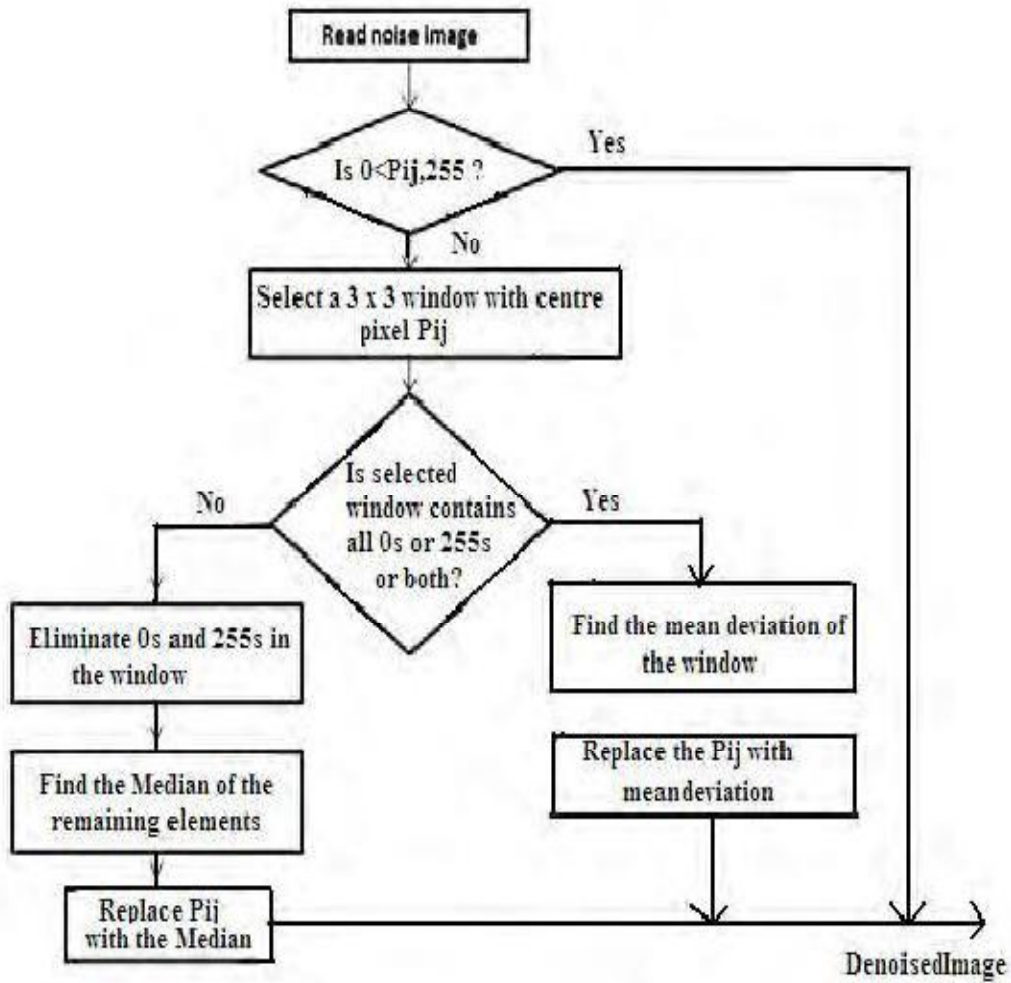 Read noise image
Is 0<Pij,255 ?
Yes
No
Select a 3 x 3 window with centre
pixel Pij
Is selected
window contains
all 0s or 255s
or both?
No
Yes
Eliminate 0s and 255s in
the window
Find the mean deviation of
the window
Find the Median of the
remaining elements
Replace the Pij with
meandeviation
Replace Pij
with the Median
DenoisedImage